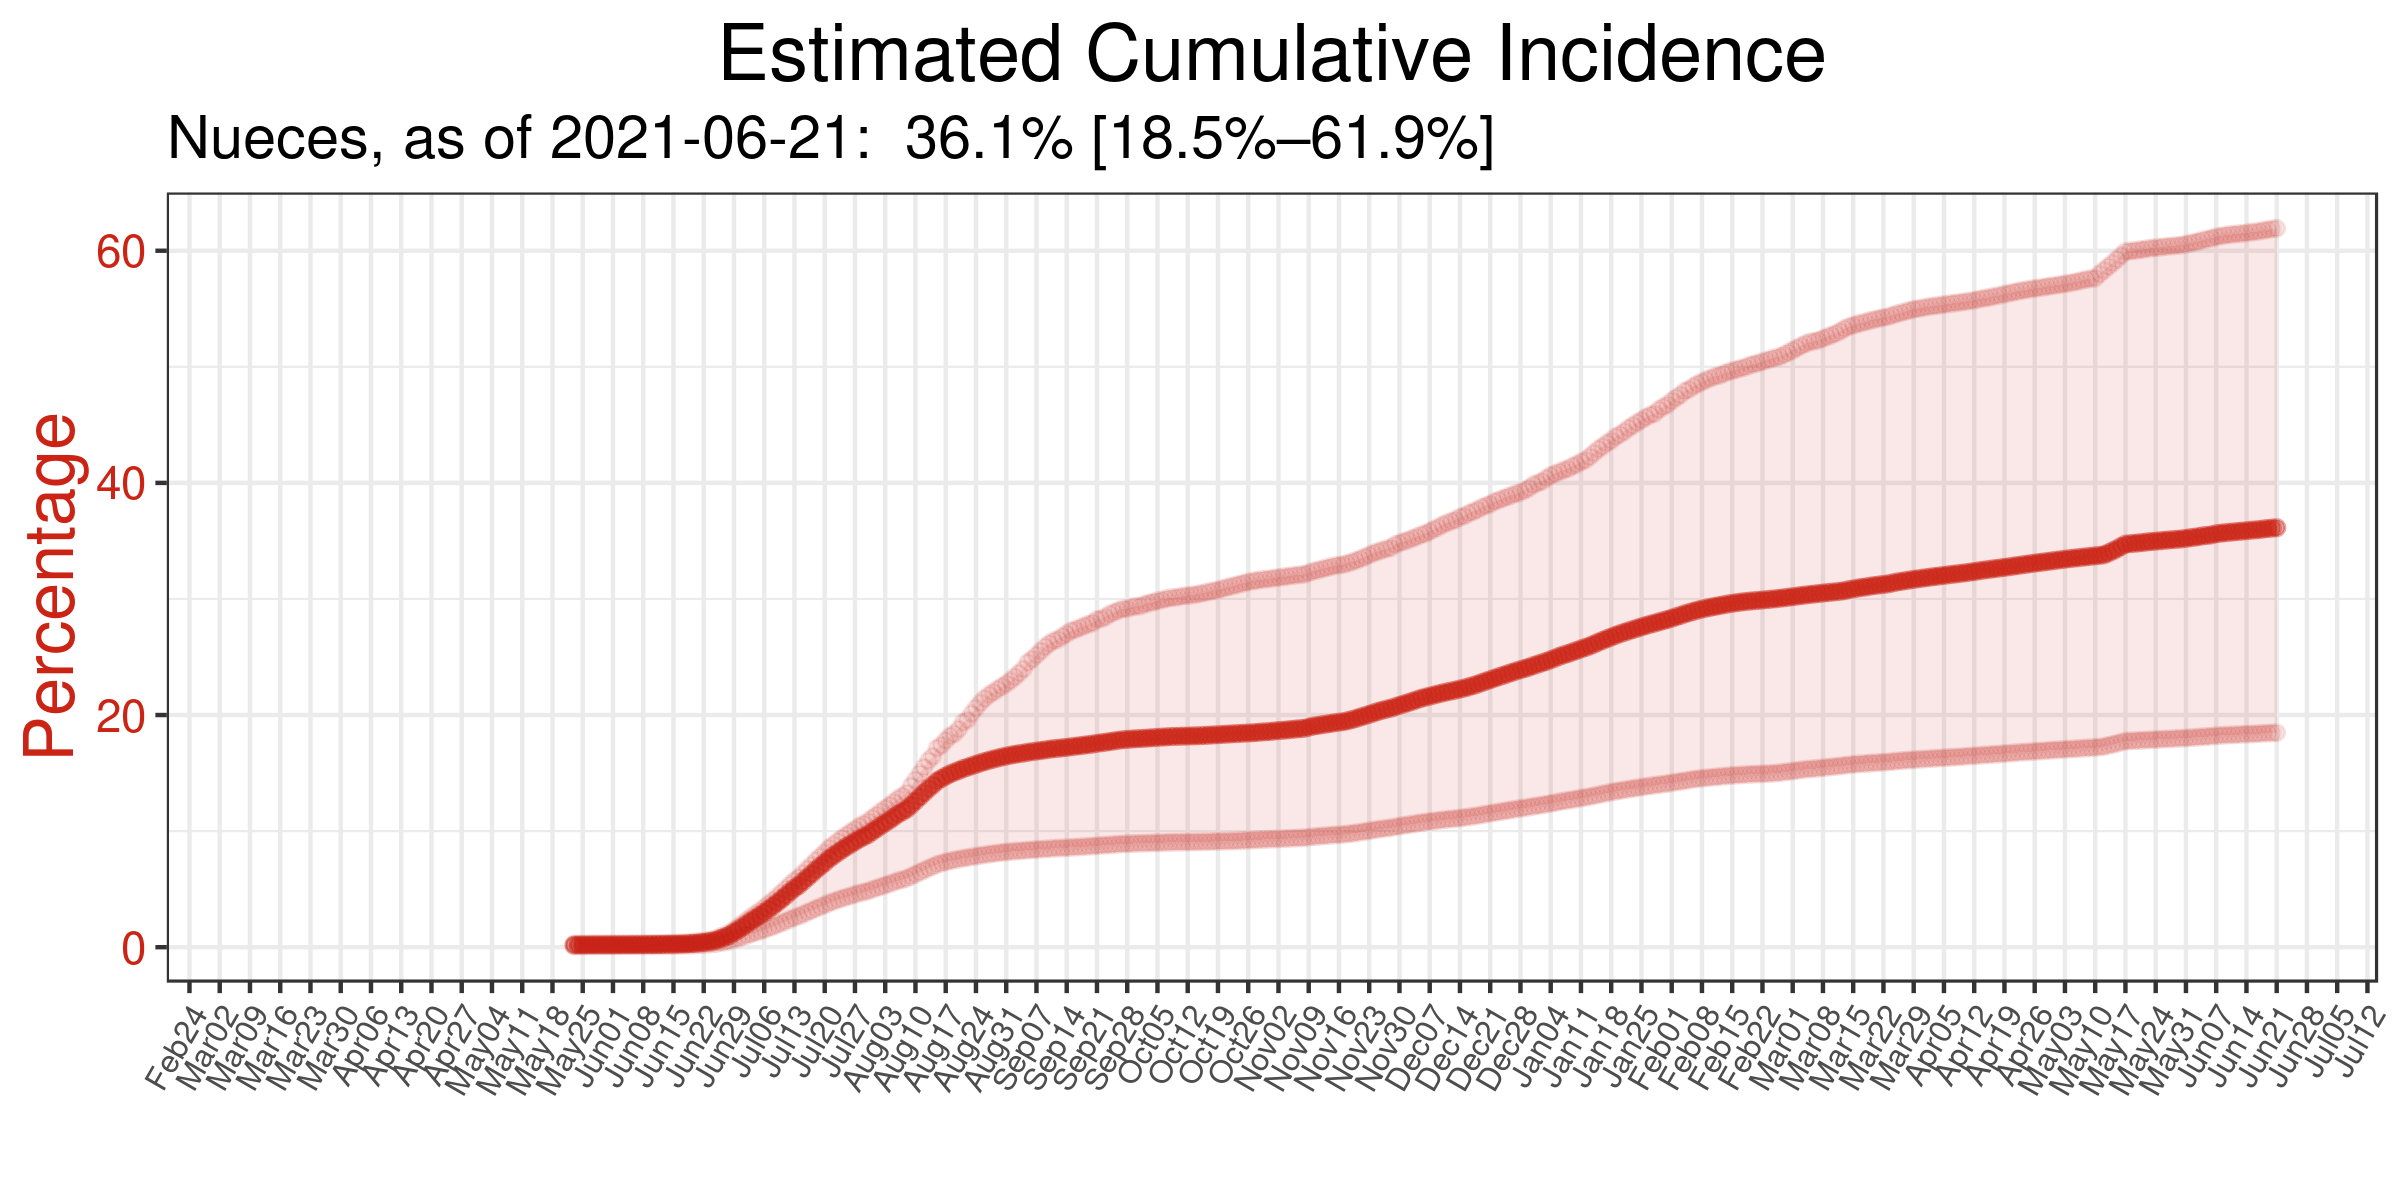 Estimated Cumulative Incidence
Nueces, as of 2021-06-21: 36.1% [18.5%–61.9%]
Percentage
60
40
20
0
Feb24
Mar02
Mar09
Mar16
Mar23
Mar30
Apr06
Apr13
Apr20
Apr27
May04
May11
May18
May25
Jun01
Jun08
Jun15
Jun22
Jun29
Jul06
Jul13
Jul20
Jul27
Aug03
Aug10
Aug17
Aug24
Aug31
Sep07
Sep14
Sep21
Sep28
Oct05
Oct12
Oct19
Oct26
Nov02
Nov09
Nov16
Nov23
Nov30
Dec07
Dec14
Dec21
Dec28
Jan04
Jan11
Jan18
Jan25
Feb01
Feb08
Feb15
Feb22
Mar01
Mar08
Mar15
Mar22
Mar29
Apr05
Apr12
Apr19
Apr26
May03
May10
May17
May24
May31
Jun07
Jun14
Jun21
Jun28
Jul05
Jul12